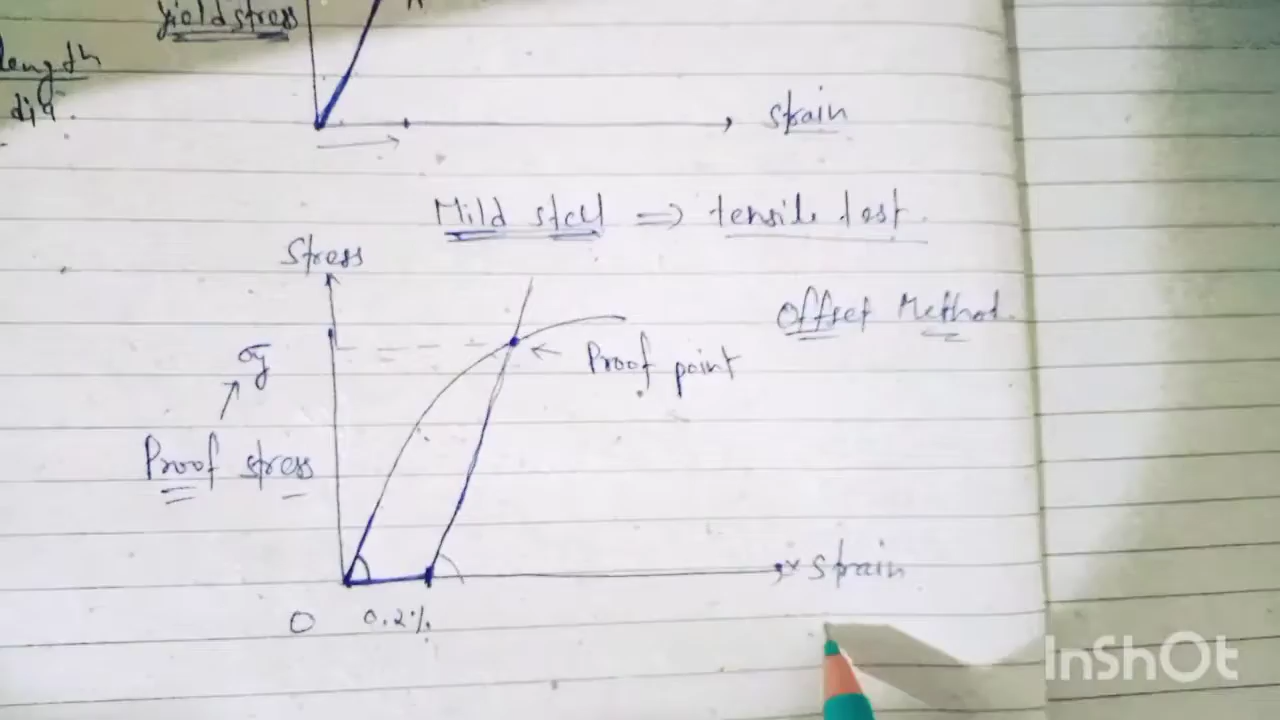 yield stress
length
dia.
strain
Mild steel => tensile test.
Stress
Offset Method.
σy
Proof point
Proof stress
strain
O 0.2%
InShOt